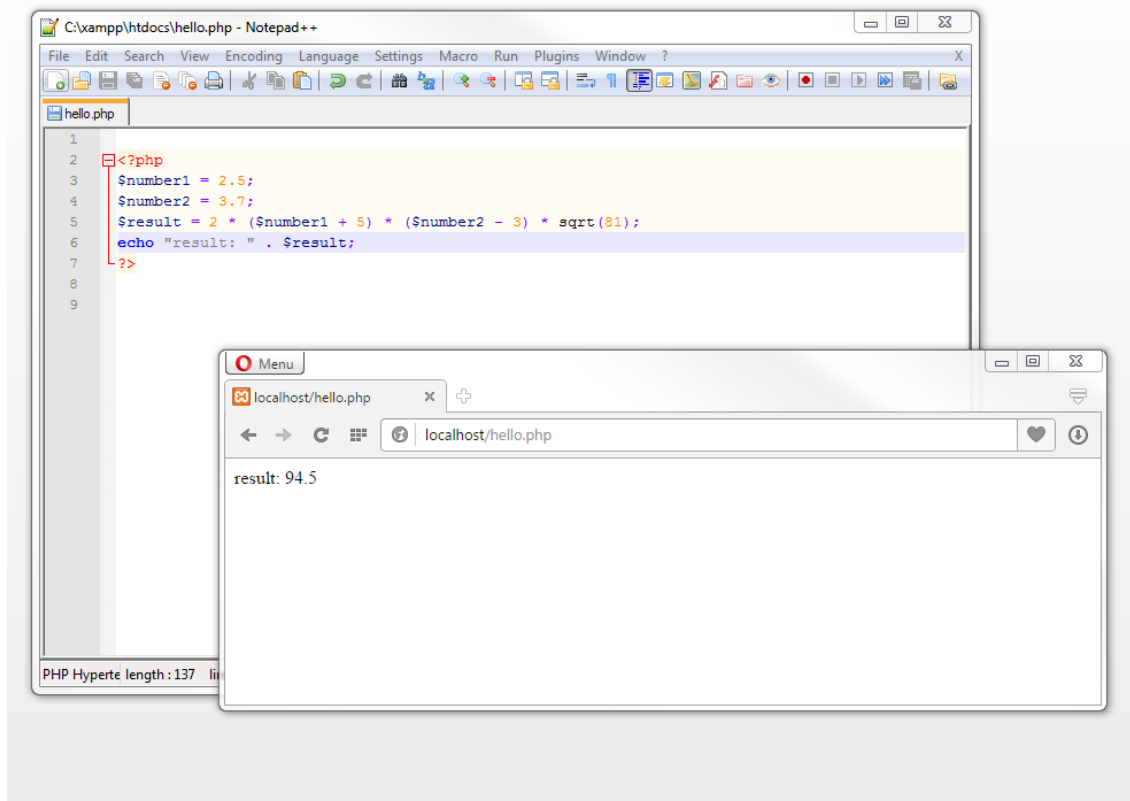 C:\xampp\htdocs\hello.php - Notepad++
File Edit Search View Encoding Language Settings Macro Run Plugins Window ? X
hello.php
1
2 <?php
3 $number1 = 2.5;
4 $number2 = 3.7;
5 $result = 2 * ($number1 + 5) * ($number2 - 3) * sqrt(81);
6 echo "result: " . $result;
7 ?>
8
9
Menu
localhost/hello.php
localhost/hello.php
result: 94.5
PHP Hyperte length : 137